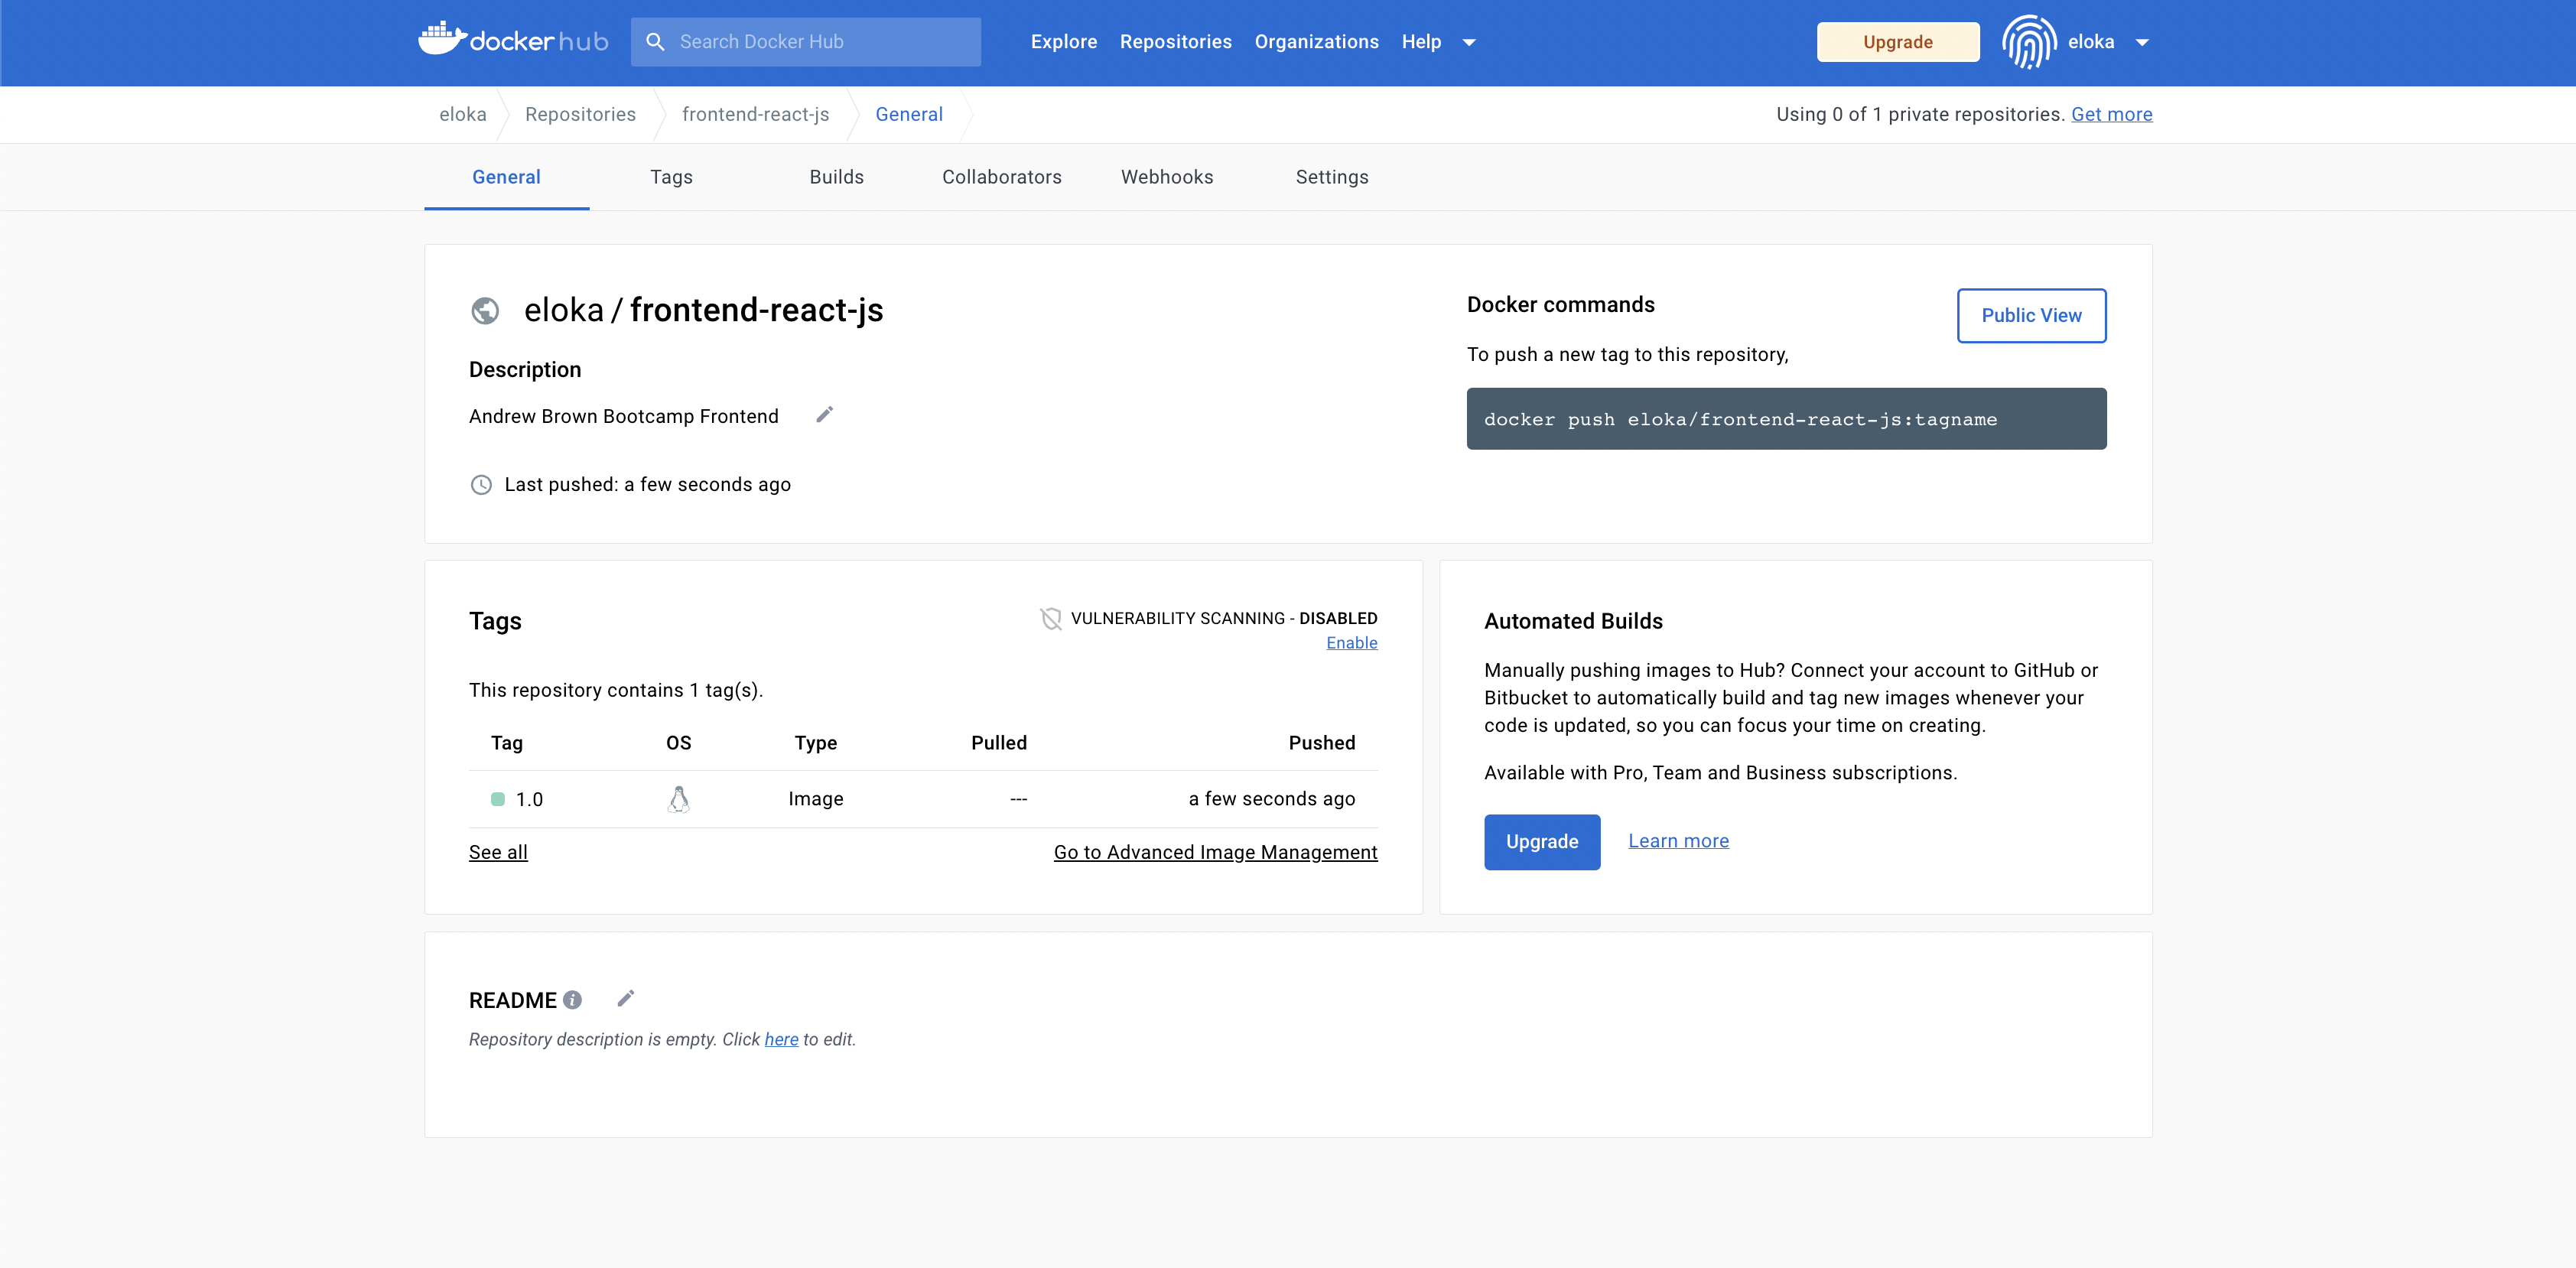 docker hub
Search Docker Hub
Explore Repositories Organizations Help
Upgrade
eloka
eloka Repositories frontend-react-js General
Using 0 of 1 private repositories. Get more
General Tags Builds Collaborators Webhooks Settings
eloka / frontend-react-js
Description
Andrew Brown Bootcamp Frontend
Last pushed: a few seconds ago
Docker commands
Public View
To push a new tag to this repository,
docker push eloka/frontend-react-js:tagname
Tags
VULNERABILITY SCANNING - DISABLED
Enable
This repository contains 1 tag(s).
Tag OS Type Pulled Pushed
1.0 Image --- a few seconds ago
See all
Go to Advanced Image Management
Automated Builds
Manually pushing images to Hub? Connect your account to GitHub or
Bitbucket to automatically build and tag new images whenever your
code is updated, so you can focus your time on creating.
Available with Pro, Team and Business subscriptions.
Upgrade
Learn more
README
Repository description is empty. Click here to edit.